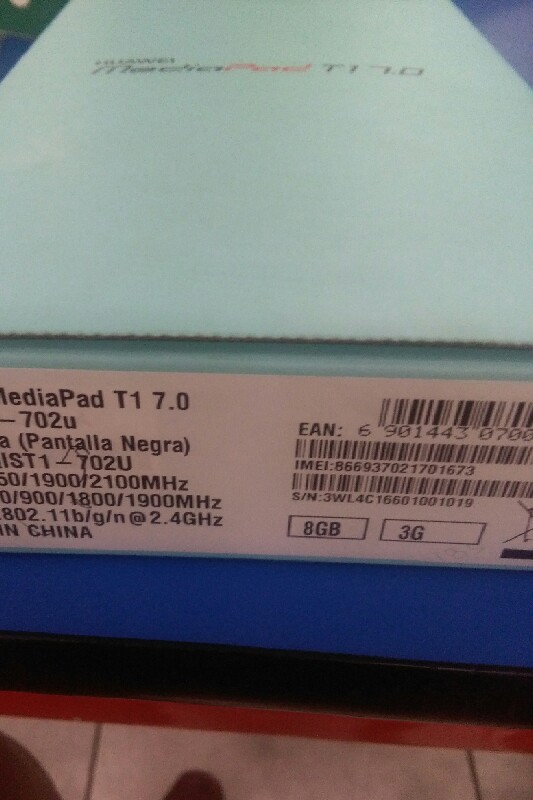 HUAWEI
MediaPad T1 7.0
MediaPad T1 7.0
-702u
a (Pantalla Negra)
IST1-702U
50/1900/2100MHz
0/900/1800/1900MHz
802.11b/g/n@2.4GHz
IN CHINA
EAN: 6 901443 0700
IMEI:866937021701673
S/N:3WL4C16601001019
8GB
3G